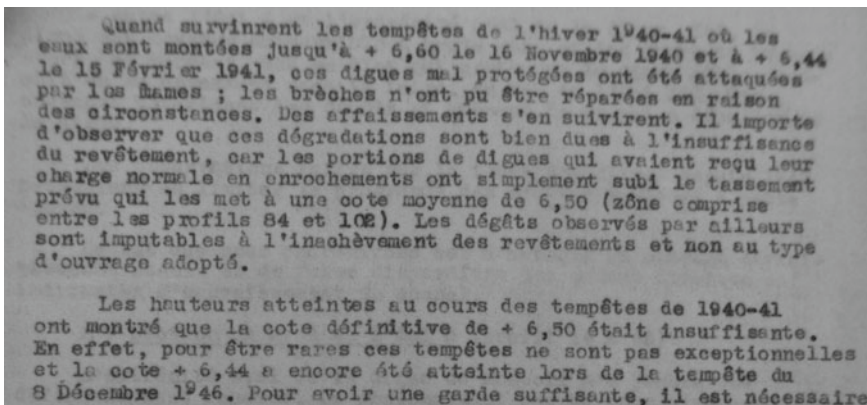 Quand survinrent les tempêtes de l'hiver 1940-41 où les
eaux sont montées jusqu'à + 6,60 le 16 Novembre 1940 et à + 6,44
le 15 Février 1941, ces digues mal protégées ont été attaquées
par les lames ; les brèches n'ont pu être réparées en raison
des circonstances. Des affaissements s'en suivirent. Il importe
d'observer que ces dégradations sont bien dues à l'insuffisance
du revêtement, car les portions de digues qui avaient reçu leur
charge normale en enrochements ont simplement subi le tassement
prévu qui les met à une cote moyenne de 6,50 (zône comprise
entre les profils 84 et 102). Les dégâts observés par ailleurs
sont imputables à l'inachèvement des revêtements et non au type
d'ouvrage adopté.
Les hauteurs atteintes au cours des tempêtes de 1940-41
ont montré que la cote définitive de + 6,50 était insuffisante.
En effet, pour être rares ces tempêtes ne sont pas exceptionnelles
et la cote + 6,44 a encore été atteinte lors de la tempête du
8 Décembre 1946. Pour avoir une garde suffisante, il est nécessaire